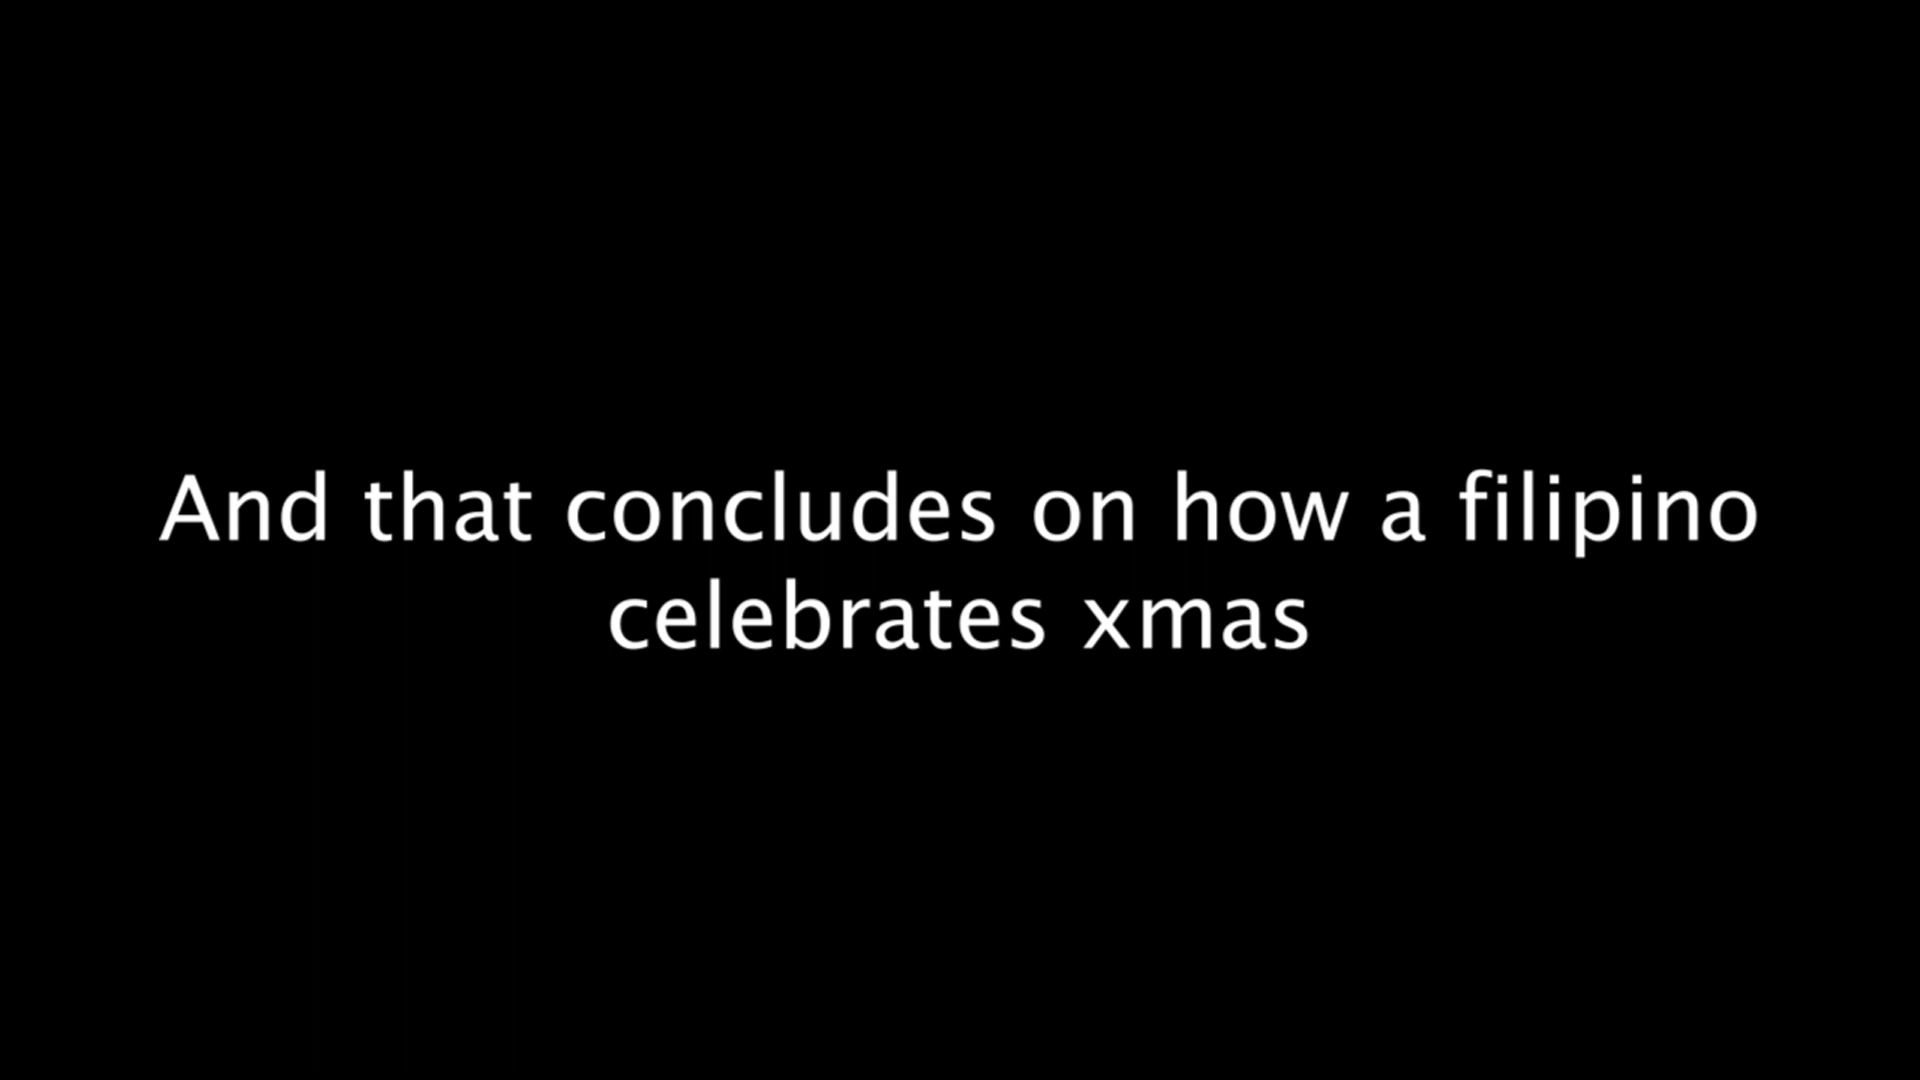 And that concludes on how a filipino
celebrates xmas